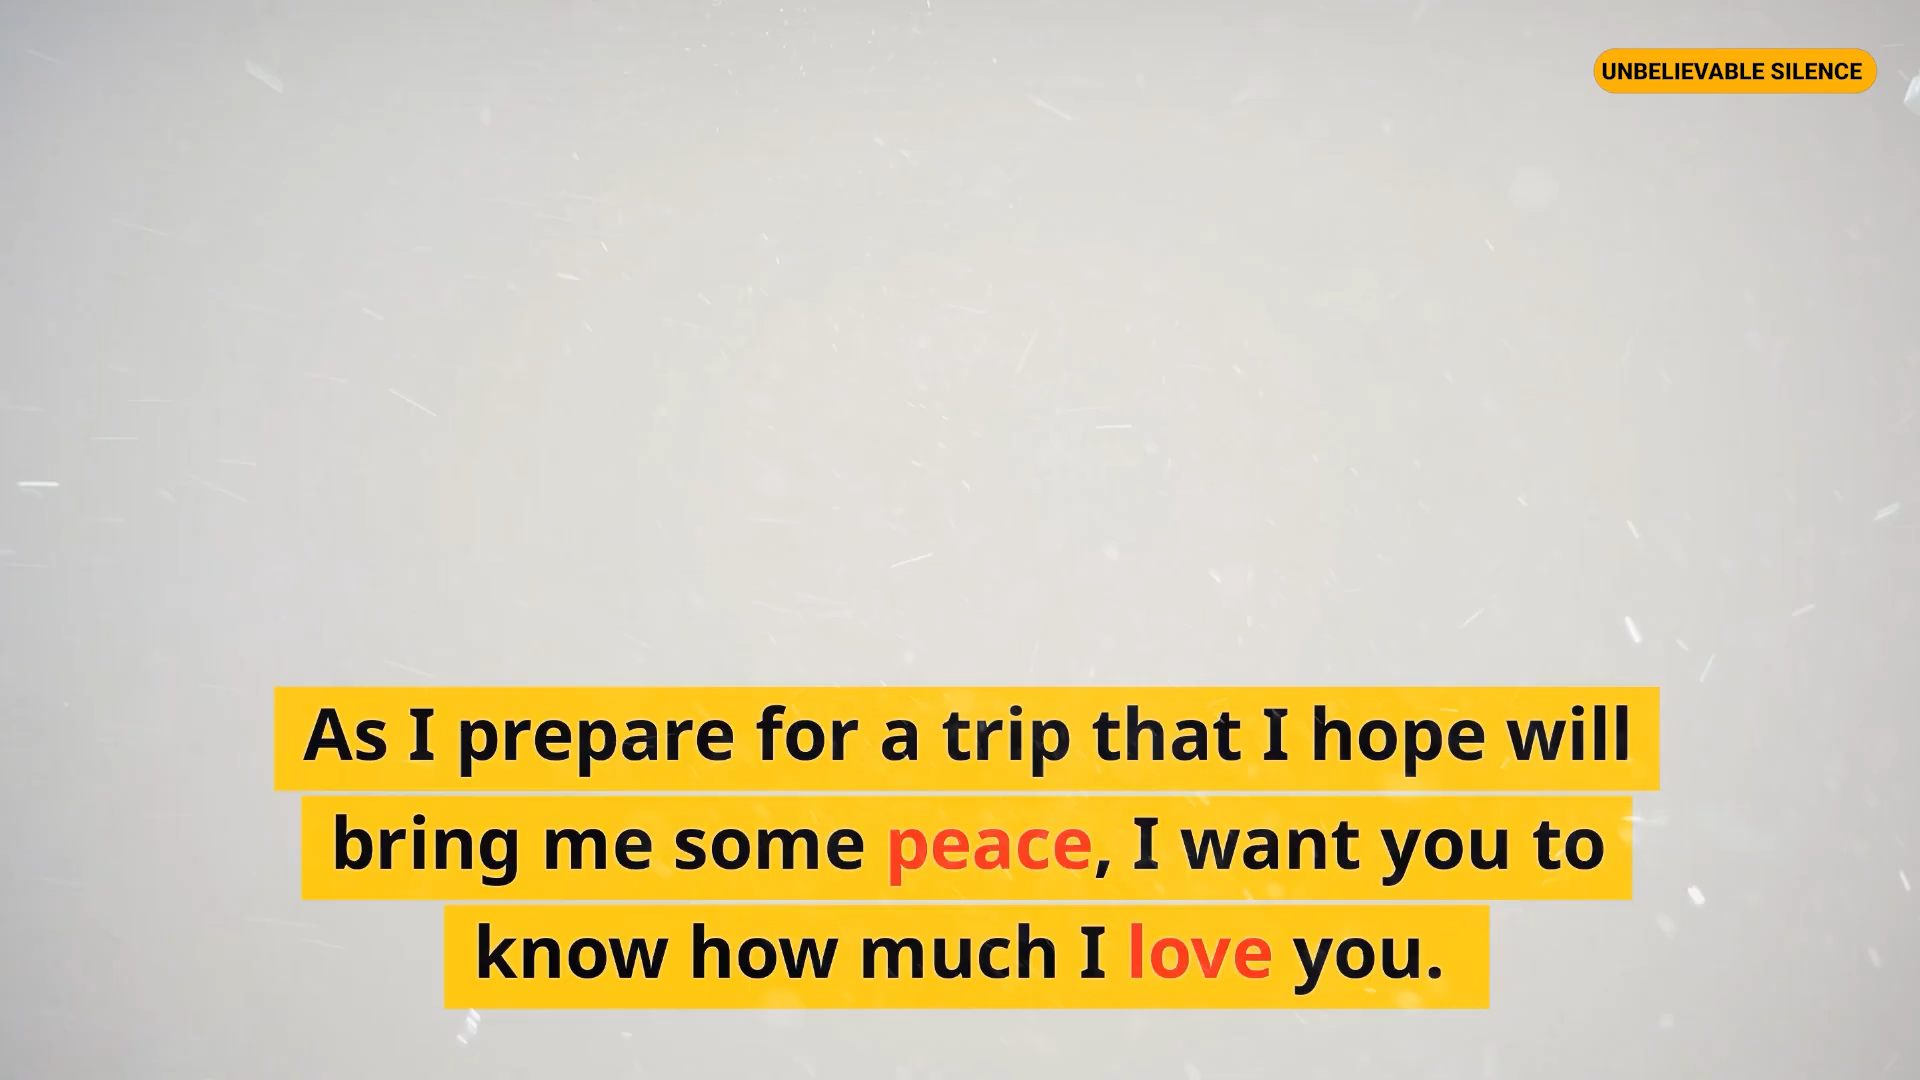 UNBELIEVABLE SILENCE
As I prepare for a trip that I hope will
bring me some peace, I want you to
know how much I love you.